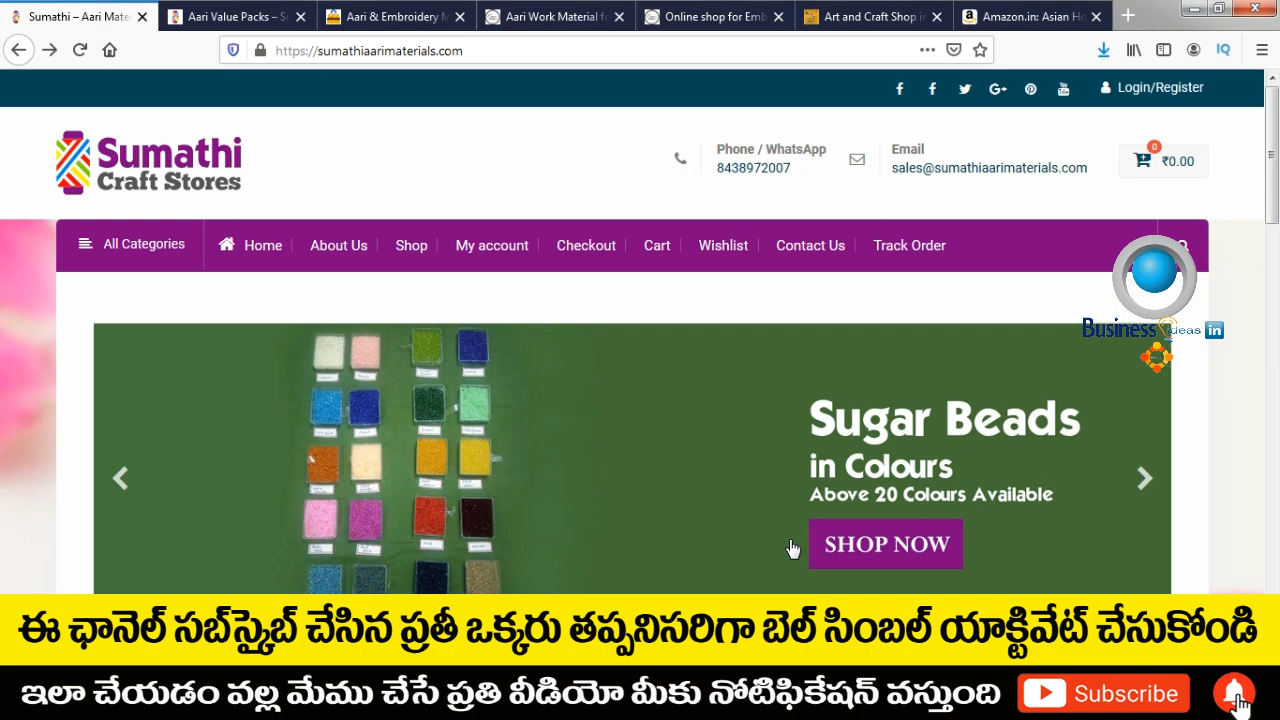 Sumathi – Aari Mate
Aari Value Packs – S
Aari & Embroidery M
Aari Work Material f
Online shop for Emb
Art and Craft Shop in
Amazon.in: Asian Ho
https://sumathiaarimaterials.com
IQ
Login/Register
Sumathi
Craft Stores
Phone / WhatsApp
8438972007
Email
sales@sumathiaarimaterials.com
0
₹0.00
All Categories
Home
About Us
Shop
My account
Checkout
Cart
Wishlist
Contact Us
Track Order
Business Ideas in
Sugar Beads
in Colours
Above 20 Colours Available
SHOP NOW
ఈ ఛానెల్ సబ్‌స్క్రైబ్ చేసిన ప్రతీ ఒక్కరు తప్పనిసరిగా బెల్ సింబల్ యాక్టివేట్ చేసుకోండి
ఇలా చేయడం వల్ల మేము చేసే ప్రతి వీడియో మీకు నోటిఫికేషన్ వస్తుంది
Subscribe